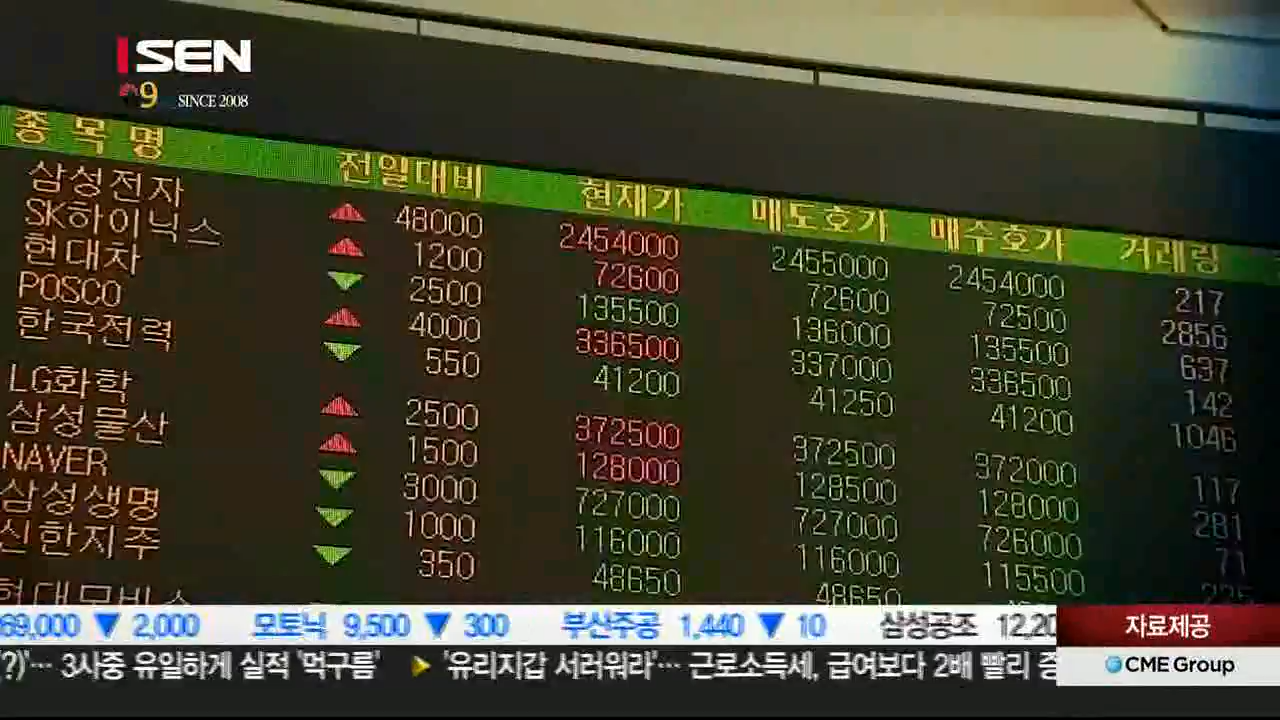 SEN
9 SINCE 2008
종목명 전일대비 현재가 매도호가 매수호가 거래량
삼성전자 ▲ 48000 2454000 2455000 2454000 217
SK하이닉스 ▲ 1200 72600 72600 72500 2856
현대차 ▼ 2500 135500 136000 135500 637
POSCO ▲ 4000 336500 337000 336500 142
한국전력 ▼ 550 41200 41250 41200 1046
LG화학 ▲ 2500 372500 372500 372000 117
삼성물산 ▲ 1500 128000 128500 128000 281
NAVER ▼ 3000 727000 727000 726000 71
삼성생명 ▼ 1000 116000 116000 115500
신한지주 ▼ 350 48650 48650
현대모비스
69,000 ▼ 2,000 모토닉 9,500 ▼ 300 부산주공 1,440 ▼ 10 삼성공조 12,20
자료제공
(?)'… 3사중 유일하게 실적 '먹구름' ▶ '유리지갑 서러워라'… 근로소득세, 급여보다 2배 빨리 증
CME Group